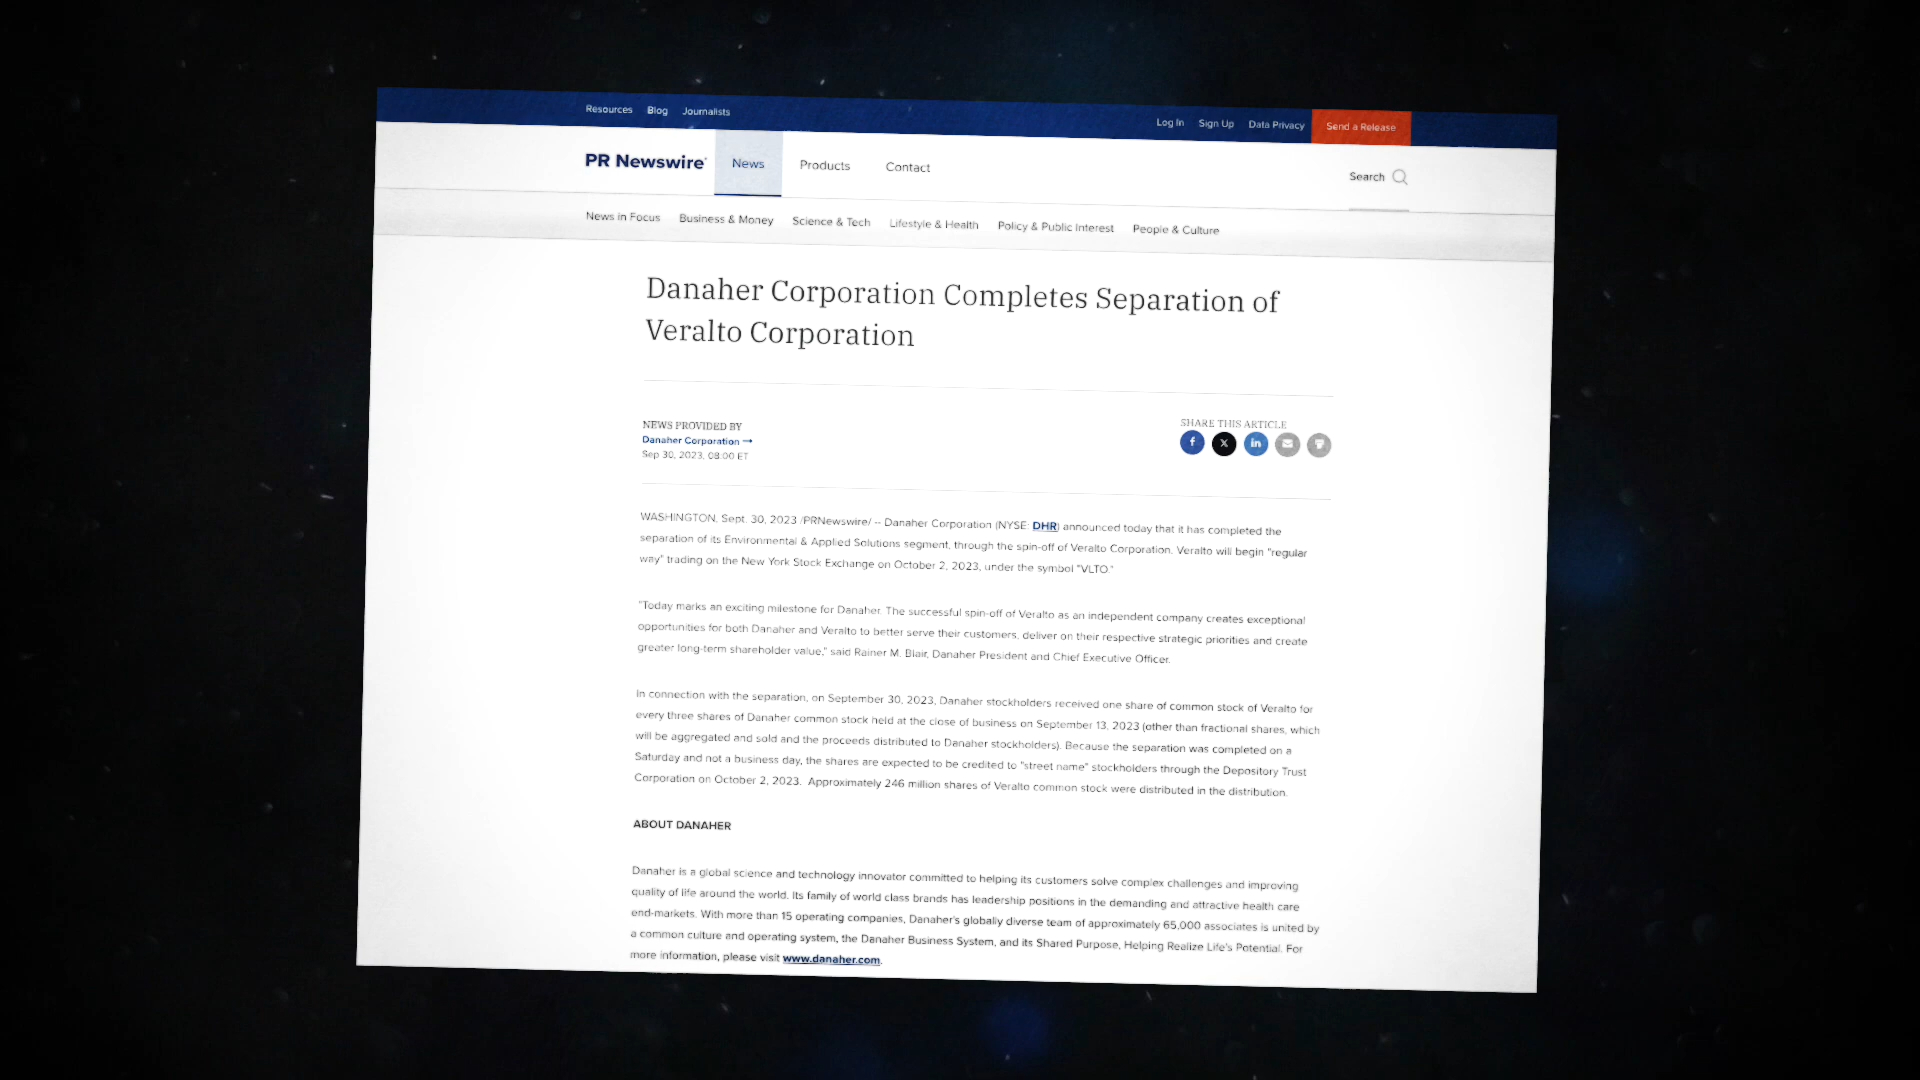 Resources Blog Journalists
Log In Sign Up Data Privacy Send a Release
PR Newswire News Products Contact
Search
News in Focus Business & Money Science & Tech Lifestyle & Health Policy & Public Interest People & Culture
Danaher Corporation Completes Separation of
Veralto Corporation
NEWS PROVIDED BY
Danaher Corporation →
Sep 30, 2023, 08:00 ET
SHARE THIS ARTICLE
WASHINGTON, Sept. 30, 2023 /PRNewswire/ -- Danaher Corporation (NYSE: DHR) announced today that it has completed the
separation of its Environmental & Applied Solutions segment, through the spin-off of Veralto Corporation. Veralto will begin "regular
way" trading on the New York Stock Exchange on October 2, 2023, under the symbol "VLTO."
"Today marks an exciting milestone for Danaher. The successful spin-off of Veralto as an independent company creates exceptional
opportunities for both Danaher and Veralto to better serve their customers, deliver on their respective strategic priorities and create
greater long-term shareholder value," said Rainer M. Blair, Danaher President and Chief Executive Officer.
In connection with the separation, on September 30, 2023, Danaher stockholders received one share of common stock of Veralto for
every three shares of Danaher common stock held at the close of business on September 13, 2023 (other than fractional shares, which
will be aggregated and sold and the proceeds distributed to Danaher stockholders). Because the separation was completed on a
Saturday and not a business day, the shares are expected to be credited to "street name" stockholders through the Depository Trust
Corporation on October 2, 2023. Approximately 246 million shares of Veralto common stock were distributed in the distribution.
ABOUT DANAHER
Danaher is a global science and technology innovator committed to helping its customers solve complex challenges and improving
quality of life around the world. Its family of world class brands has leadership positions in the demanding and attractive health care
end-markets. With more than 15 operating companies, Danaher's globally diverse team of approximately 65,000 associates is united by
a common culture and operating system, the Danaher Business System, and its Shared Purpose, Helping Realize Life's Potential. For
more information, please visit www.danaher.com.